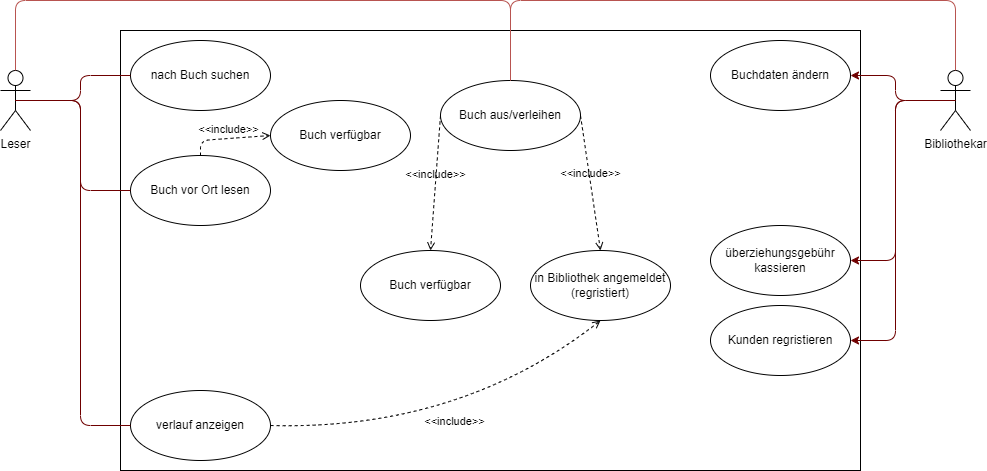 nach Buch suchen
Buchdaten ändern
Buch aus/verleihen
<<include>>
Buch verfügbar
Leser
Bibliothekar
<<include>>
<<include>>
Buch vor Ort lesen
überziehungsgebühr
kassieren
Buch verfügbar
in Bibliothek angemeldet
(regristiert)
Kunden regristieren
<<include>>
verlauf anzeigen